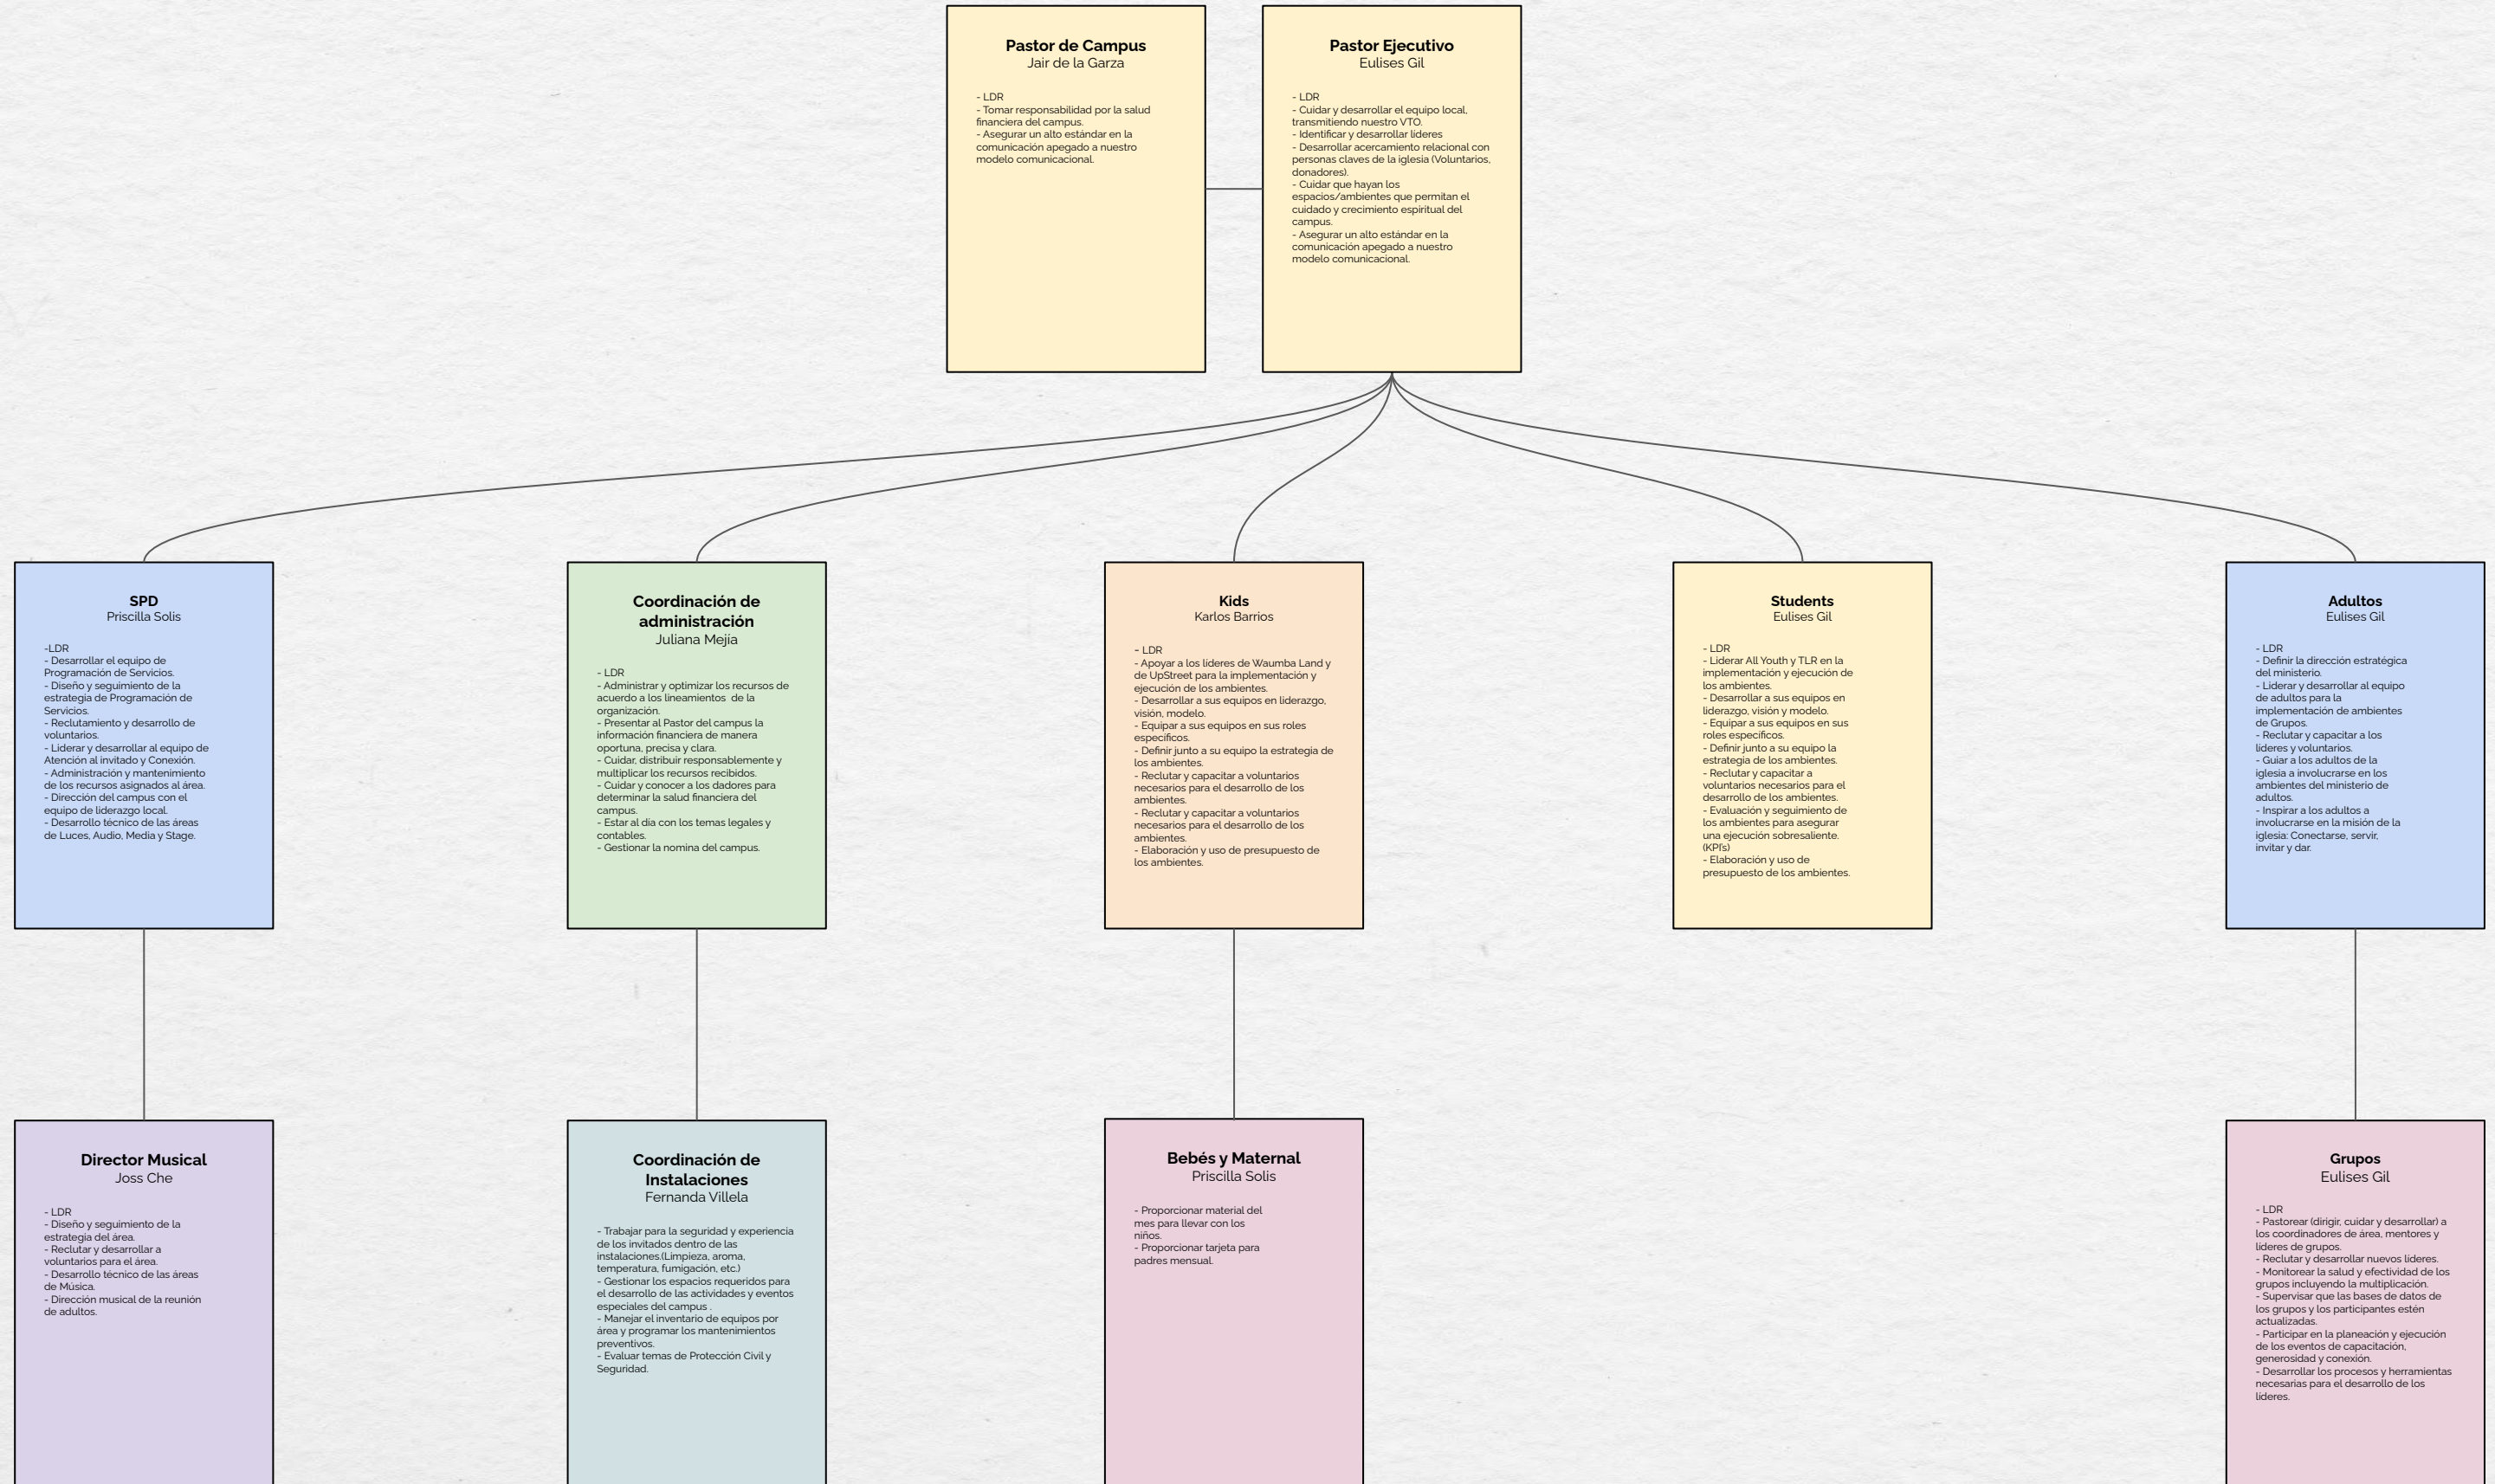 Pastor de Campus
Jair de la Garza
- LDR
- Tomar responsabilidad por la salud
financiera del campus.
- Asegurar un alto estándar en la
comunicación apegado a nuestro
modelo comunicacional.
Pastor Ejecutivo
Eulises Gil
- LDR
- Cuidar y desarrollar el equipo local,
transmitiendo nuestro VTO.
- Identificar y desarrollar líderes
- Desarrollar acercamiento relacional con
personas claves de la iglesia (Voluntarios,
donadores).
- Cuidar que hayan los
espacios/ambientes que permitan el
cuidado y crecimiento espiritual del
campus.
- Asegurar un alto estándar en la
comunicación apegado a nuestro
modelo comunicacional.
SPD
Priscilla Solis
-LDR
- Desarrollar el equipo de
Programación de Servicios.
- Diseño y seguimiento de la
estrategia de Programación de
Servicios.
- Reclutamiento y desarrollo de
voluntarios.
- Liderar y desarrollar al equipo de
Atención al invitado y Conexión.
- Administración y mantenimiento
de los recursos asignados al área.
- Dirección del campus con el
equipo de liderazgo local.
- Desarrollo técnico de las áreas
de Luces, Audio, Media y Stage.
Coordinación de
administración
Juliana Mejía
- LDR
- Administrar y optimizar los recursos de
acuerdo a los lineamientos  de la
organización.
- Presentar al Pastor del campus la
información financiera de manera
oportuna, precisa y clara.
- Cuidar, distribuir responsablemente y
multiplicar los recursos recibidos.
- Cuidar y conocer a los dadores para
determinar la salud financiera del
campus.
- Estar al día con los temas legales y
contables.
- Gestionar la nomina del campus.
Kids
Karlos Barrios
- LDR
- Apoyar a los líderes de Waumba Land y
de UpStreet para la implementación y
ejecución de los ambientes.
- Desarrollar a sus equipos en liderazgo,
visión, modelo.
- Equipar a sus equipos en sus roles
específicos.
- Definir junto a su equipo la estrategia de
los ambientes.
- Reclutar y capacitar a voluntarios
necesarios para el desarrollo de los
ambientes.
- Reclutar y capacitar a voluntarios
necesarios para el desarrollo de los
ambientes.
- Elaboración y uso de presupuesto de
los ambientes.
Students
Eulises Gil
- LDR
- Liderar All Youth y TLR en la
implementación y ejecución de
los ambientes.
- Desarrollar a sus equipos en
liderazgo, visión y modelo.
- Equipar a sus equipos en sus
roles específicos.
- Definir junto a su equipo la
estrategia de los ambientes.
- Reclutar y capacitar a
voluntarios necesarios para el
desarrollo de los ambientes.
- Evaluación y seguimiento de
los ambientes para asegurar
una ejecución sobresaliente.
(KPI's)
- Elaboración y uso de
presupuesto de los ambientes.
Adultos
Eulises Gil
- LDR
- Definir la dirección estratégica
del ministerio.
- Liderar y desarrollar al equipo
de adultos para la
implementación de ambientes
de Grupos.
- Reclutar y capacitar a los
líderes y voluntarios.
- Guiar a los adultos de la
iglesia a involucrarse en los
ambientes del ministerio de
adultos.
- Inspirar a los adultos a
involucrarse en la misión de la
iglesia: Conectarse, servir,
invitar y dar.
Director Musical
Joss Che
- LDR
- Diseño y seguimiento de la
estrategia del área.
- Reclutar y desarrollar a
voluntarios para el área.
- Desarrollo técnico de las áreas
de Música.
- Dirección musical de la reunión
de adultos.
Coordinación de
Instalaciones
Fernanda Villela
- Trabajar para la seguridad y experiencia
de los invitados dentro de las
instalaciones.(Limpieza, aroma,
temperatura, fumigación, etc.)
- Gestionar los espacios requeridos para
el desarrollo de las actividades y eventos
especiales del campus .
- Manejar el inventario de equipos por
área y programar los mantenimientos
preventivos.
- Evaluar temas de Protección Civil y
Seguridad.
Bebés y Maternal
Priscilla Solis
- Proporcionar material del
mes para llevar con los
niños.
- Proporcionar tarjeta para
padres mensual.
Grupos
Eulises Gil
- LDR
- Pastorear (dirigir, cuidar y desarrollar) a
los coordinadores de área, mentores y
líderes de grupos.
- Reclutar y desarrollar nuevos líderes.
- Monitorear la salud y efectividad de los
grupos incluyendo la multiplicación.
- Supervisar que las bases de datos de
los grupos y los participantes estén
actualizadas.
- Participar en la planeación y ejecución
de los eventos de capacitación,
generosidad y conexión.
- Desarrollar los procesos y herramientas
necesarias para el desarrollo de los
líderes.